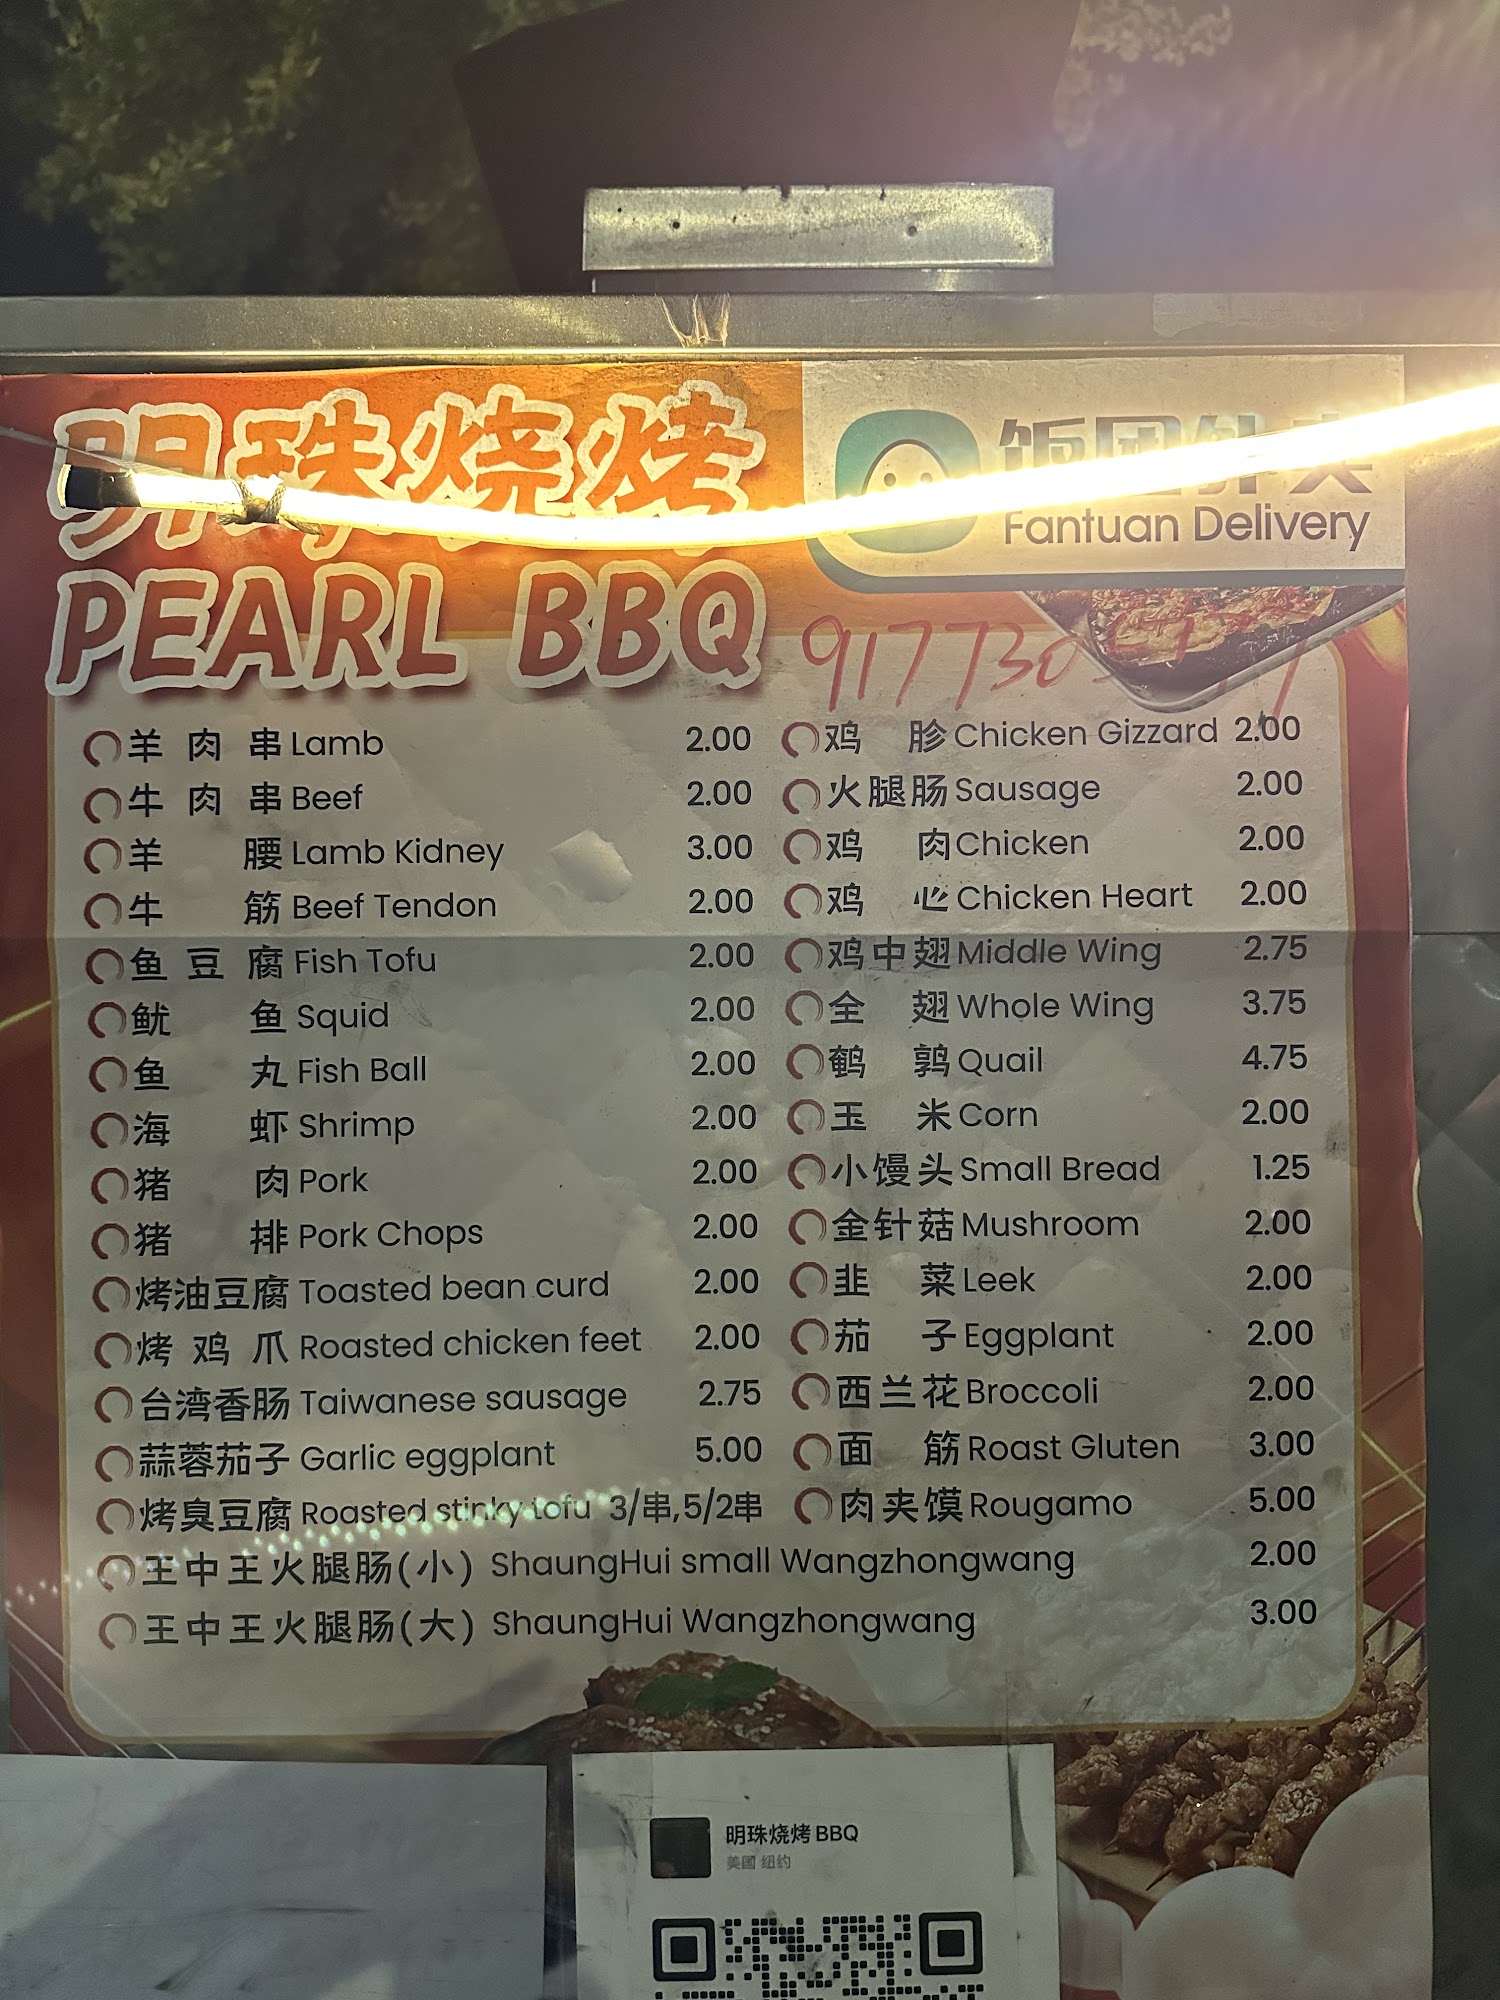 明珠烧烤
PEARL BBQ
饭团外卖
Fantuan Delivery
917730
羊肉串 Lamb 2.00
牛肉串 Beef 2.00
羊腰 Lamb Kidney 3.00
牛筋 Beef Tendon 2.00
鱼豆腐 Fish Tofu 2.00
鱿鱼 Squid 2.00
鱼丸 Fish Ball 2.00
海虾 Shrimp 2.00
猪肉 Pork 2.00
猪排 Pork Chops 2.00
烤油豆腐 Toasted bean curd 2.00
烤鸡爪 Roasted chicken feet 2.00
台湾香肠 Taiwanese sausage 2.75
蒜蓉茄子 Garlic eggplant 5.00
烤臭豆腐 Roasted stinky tofu 3/串,5/2串
鸡胗 Chicken Gizzard 2.00
火腿肠 Sausage 2.00
鸡肉 Chicken 2.00
鸡心 Chicken Heart 2.00
鸡中翅 Middle Wing 2.75
全翅 Whole Wing 3.75
鹌鹑 Quail 4.75
玉米 Corn 2.00
小馒头 Small Bread 1.25
金针菇 Mushroom 2.00
韭菜 Leek 2.00
茄子 Eggplant 2.00
西兰花 Broccoli 2.00
面筋 Roast Gluten 3.00
肉夹馍 Rougamo 5.00
王中王火腿肠(小) ShaungHui small Wangzhongwang 2.00
王中王火腿肠(大) ShaungHui Wangzhongwang 3.00
明珠烧烤BBQ
美國 纽约